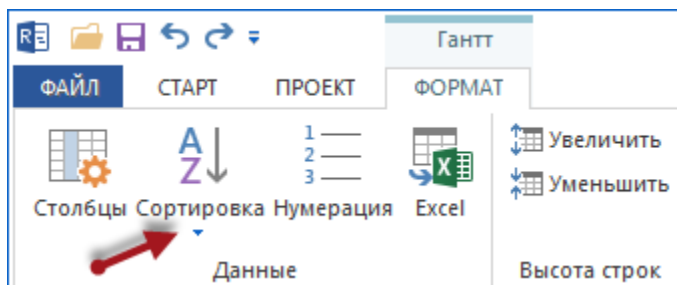 Гантт
ФАЙЛ СТАРТ ПРОЕКТ ФОРМАТ
Столбцы Сортировка Нумерация Excel
Увеличить
Уменьшить
Данные Высота строк